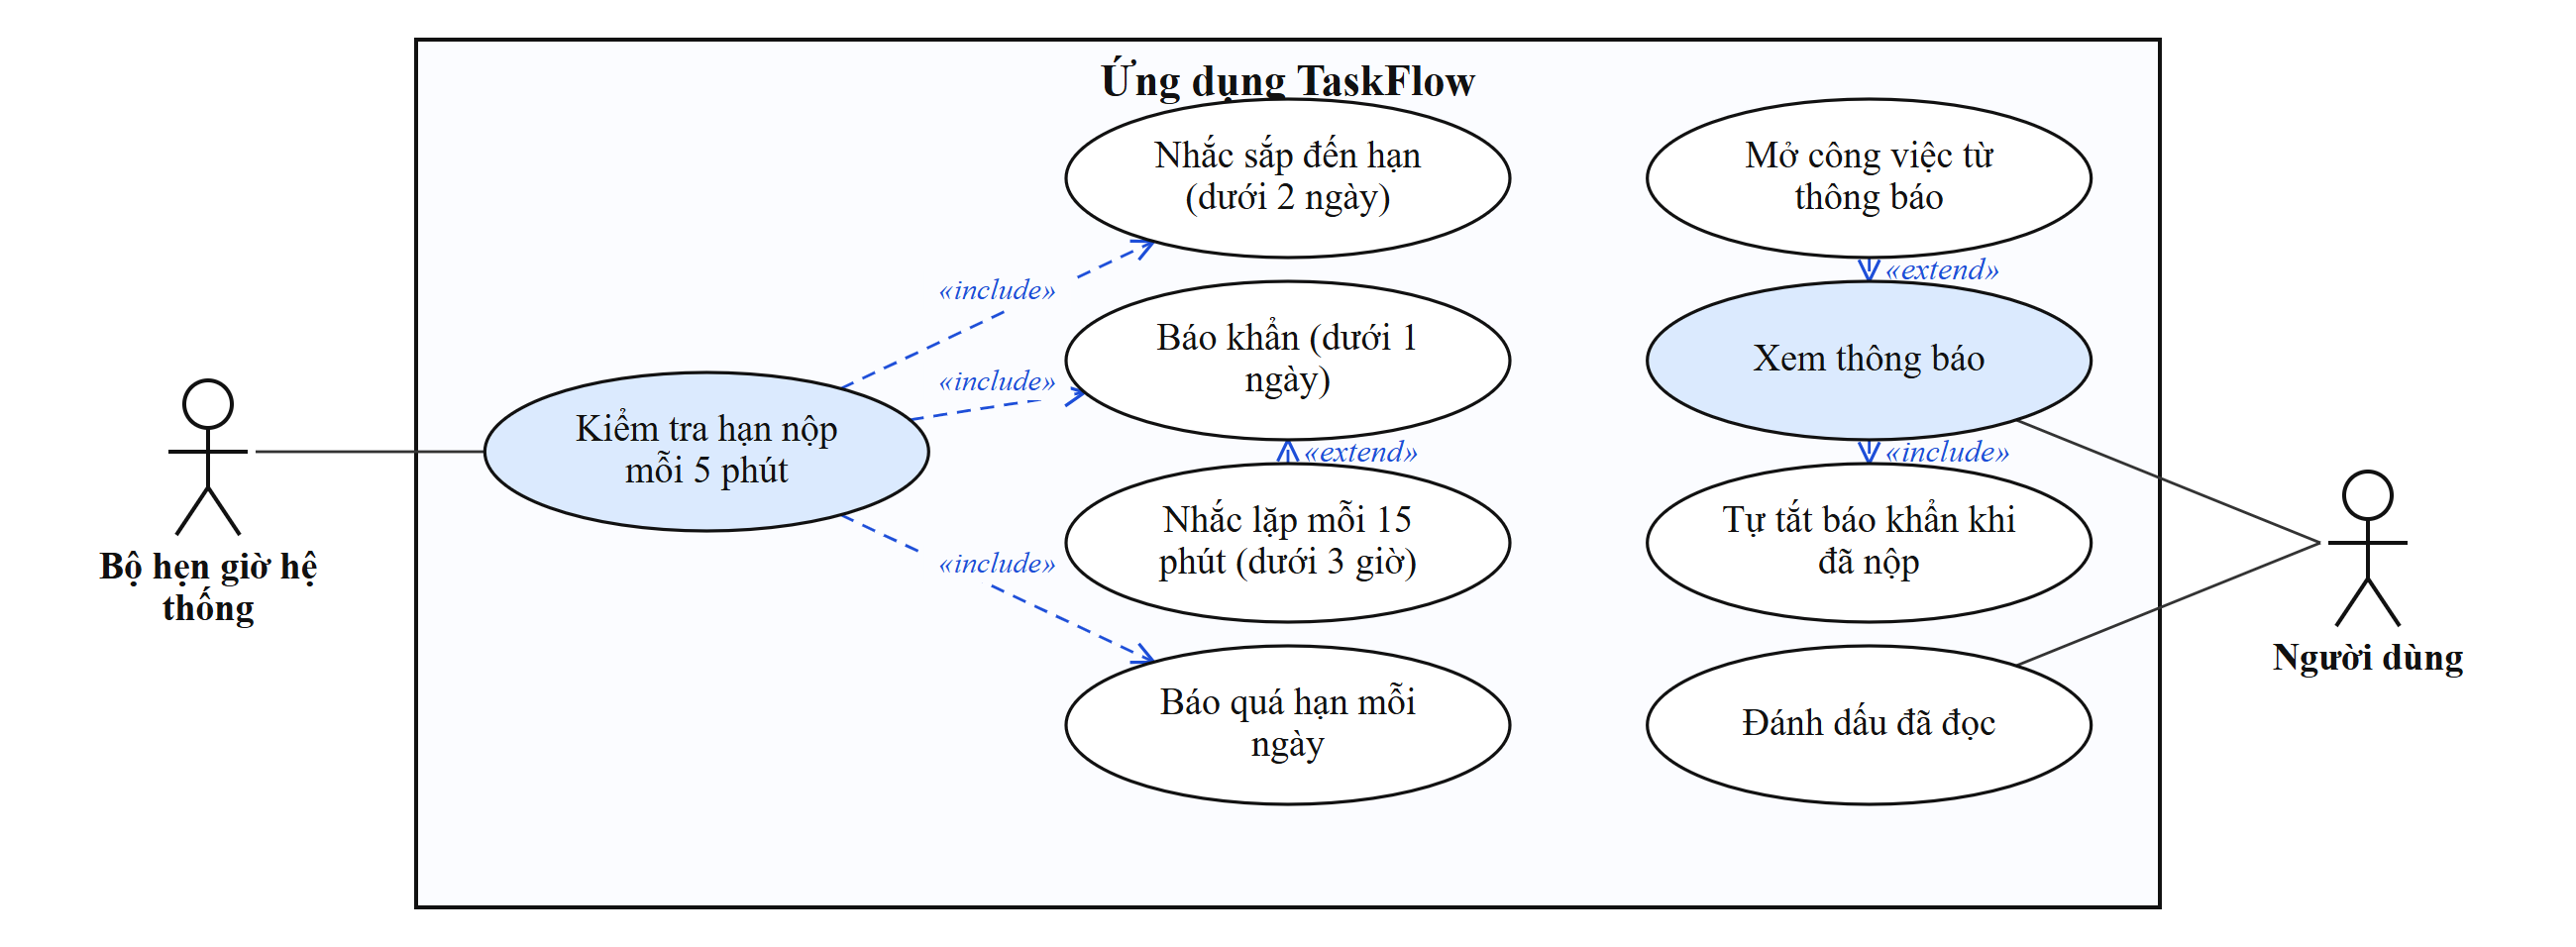 Ứng dụng TaskFlow
Nhắc sắp đến hạn
(dưới 2 ngày)
Mở công việc từ
thông báo
«include»
«extend»
Báo khẩn (dưới 1
ngày)
Xem thông báo
«include»
Kiểm tra hạn nộp
mỗi 5 phút
«extend»
«include»
Bộ hẹn giờ hệ
thống
«include»
Nhắc lặp mỗi 15
phút (dưới 3 giờ)
Tự tắt báo khẩn khi
đã nộp
Người dùng
Báo quá hạn mỗi
ngày
Đánh dấu đã đọc